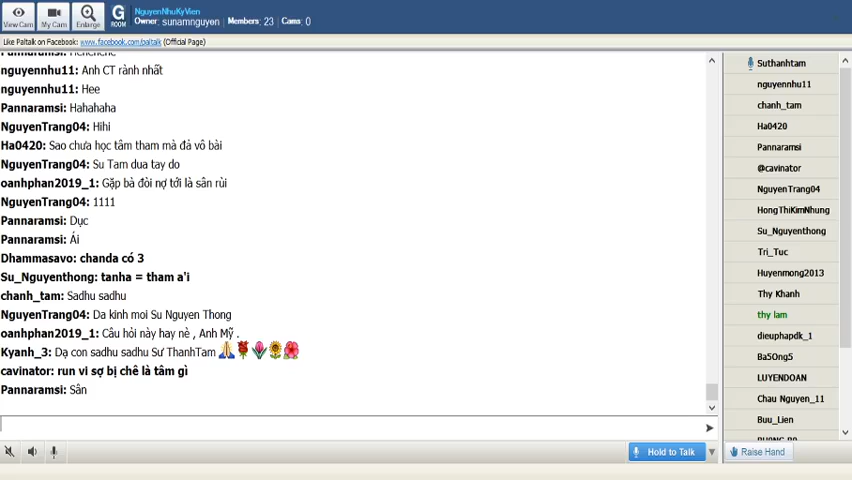 NguyenNhuKyVien
Owner: sunamnguyen Members: 23 Cams: 0
View Cam My Cam Enlarge G ROOM
Like Paltalk on Facebook: www.facebook.com/paltalk (Official Page)
nguyennhu11: Anh CT rành nhất
nguyennhu11: Hee
Pannaramsi: Hahahaha
NguyenTrang04: Hihi
Ha0420: Sao chưa học tâm tham mà đá vô bài
NguyenTrang04: Su Tam dua tay do
oanhphan2019_1: Gặp bà đòi nợ tới là sân rùi
NguyenTrang04: 1111
Pannaramsi: Dục
Pannaramsi: Ái
Dhammasavo: chanda có 3
Su_Nguyenthong: tanha = tham a'i
chanh_tam: Sadhu sadhu
NguyenTrang04: Da kinh moi Su Nguyen Thong
oanhphan2019_1: Câu hỏi này hay nè , Anh Mỹ .
Kyanh_3: Dạ con sadhu sadhu Sư ThanhTam
cavinator: run vi sợ bị chê là tâm gì
Pannaramsi: Sân
Hold to Talk
Suthanhtam
nguyennhu11
chanh_tam
Ha0420
Pannaramsi
@cavinator
NguyenTrang04
HongThiKimNhung
Su_Nguyenthong
Tri_Tuc
Huyenmong2013
Thy Khanh
thy lam
dieuphapdk_1
Ba5Ong5
LUYENDOAN
Chau Nguyen_11
Buu_Lien
Raise Hand